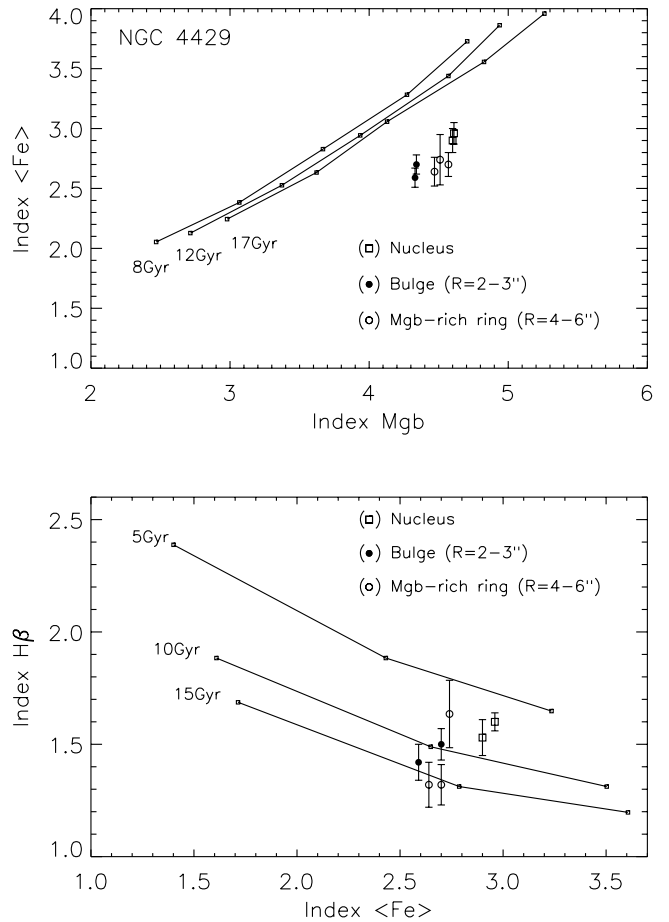 NGC 4429
4.0
3.5
3.0
2.5
2.0
1.5
1.0
Index <Fe>
8Gyr
12Gyr
17Gyr
(□) Nucleus
(●) Bulge (R=2−3")
(○) Mgb−rich ring (R=4−6")
2 3 4 5 6
Index Mgb
2.5
2.0
1.5
1.0
Index Hβ
5Gyr
10Gyr
15Gyr
(□) Nucleus
(●) Bulge (R=2−3")
(○) Mgb−rich ring (R=4−6")
1.0 1.5 2.0 2.5 3.0 3.5
Index <Fe>